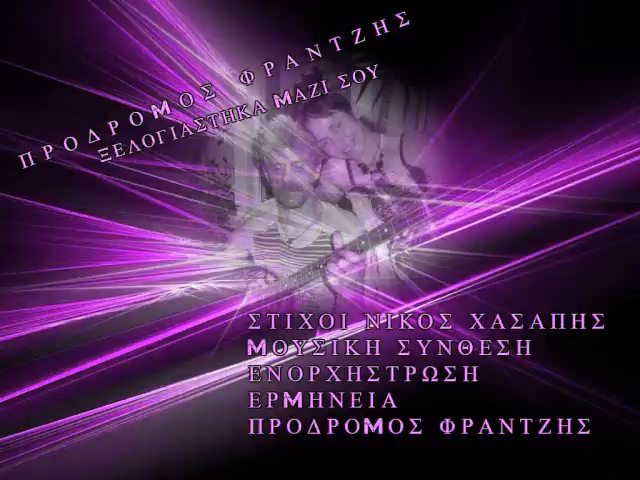 ΠΡΟΔΡΟΜΟΣ ΦΡΑΝΤΖΗΣ
ΞΕΛΟΓΙΑΣΤΗΚΑ ΜΑΖΙ ΣΟΥ
ΣΤΙΧΟΙ ΝΙΚΟΣ ΧΑΣΑΠΗΣ
ΜΟΥΣΙΚΗ ΣΥΝΘΕΣΗ
ΕΝΟΡΧΗΣΤΡΩΣΗ
ΕΡΜΗΝΕΙΑ
ΠΡΟΔΡΟΜΟΣ ΦΡΑΝΤΖΗΣ